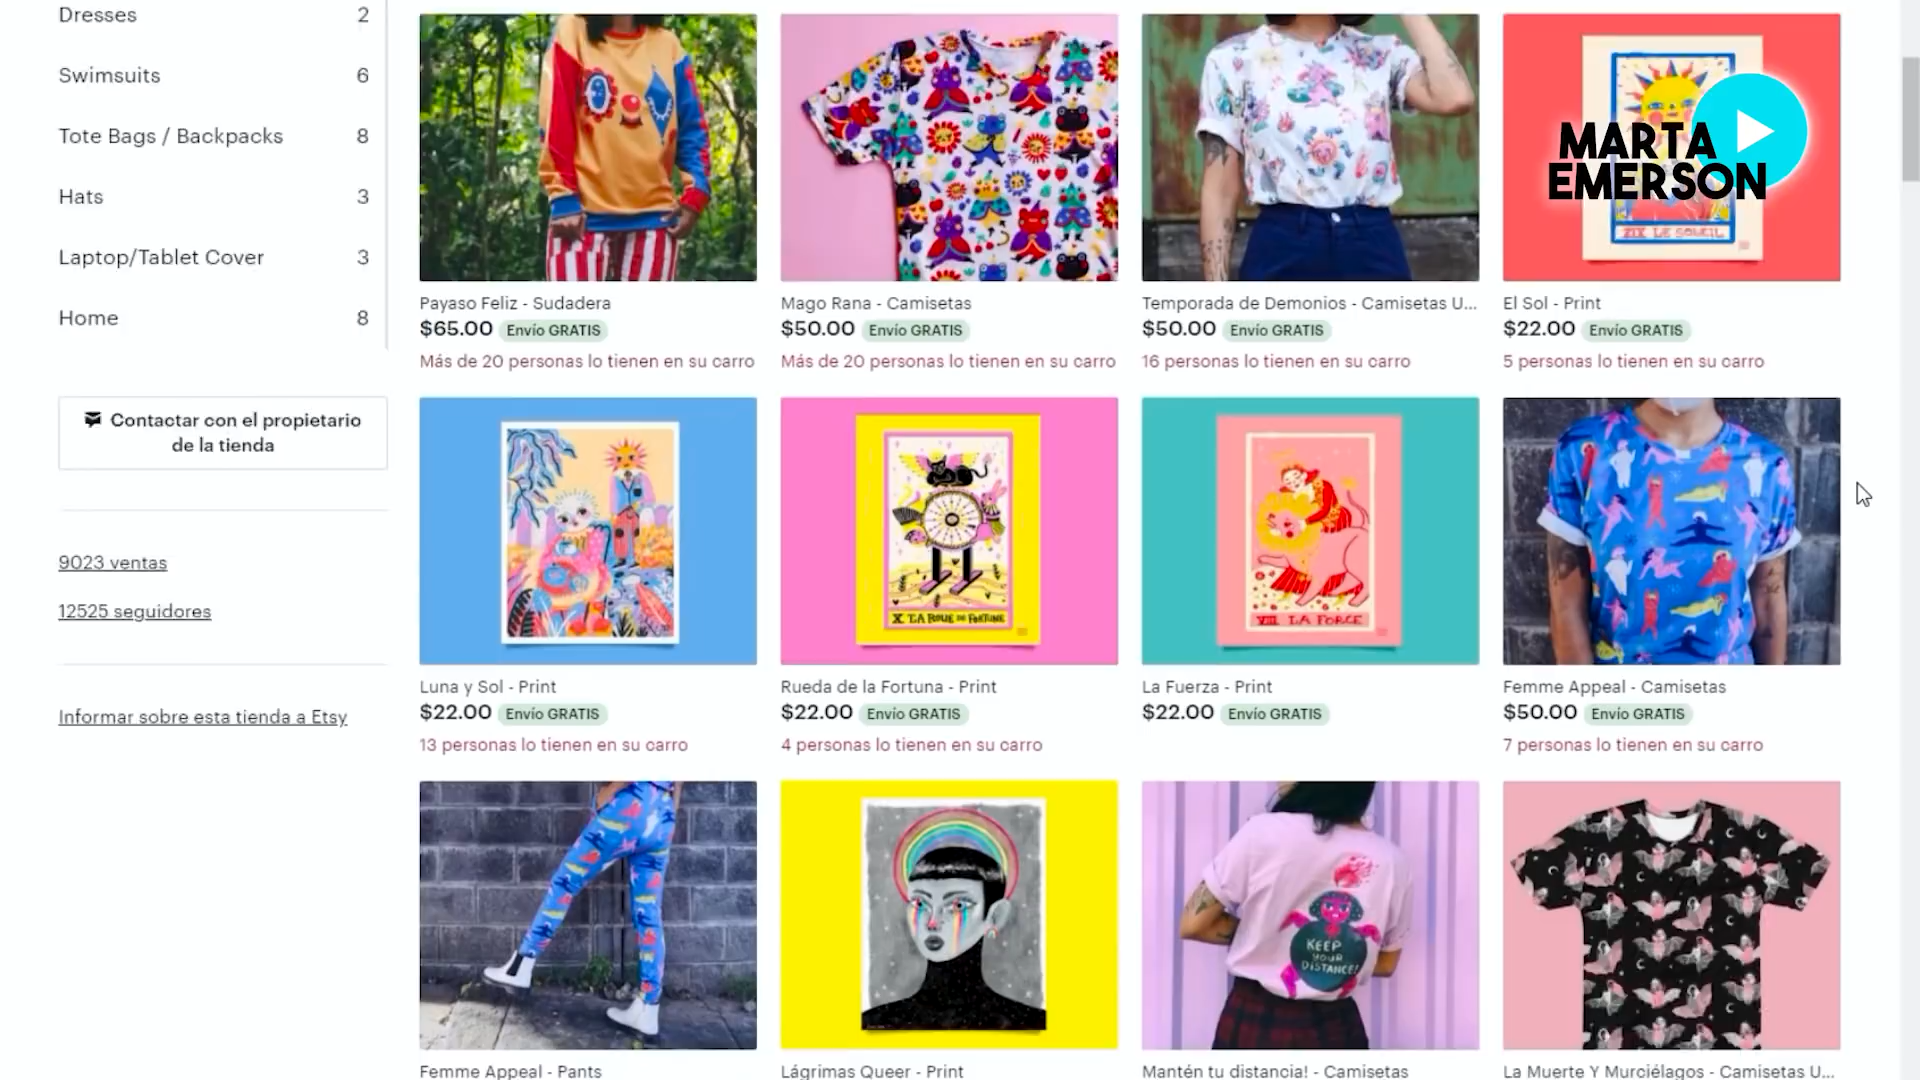 Dresses 2
Swimsuits 6
Tote Bags / Backpacks 8
Hats 3
Laptop/Tablet Cover 3
Home 8
Contactar con el propietario
de la tienda
9023 ventas
12525 seguidores
Informar sobre esta tienda a Etsy
MARTA
EMERSON
XIX LE SOLEIL
Payaso Feliz - Sudadera
$65.00 Envío GRATIS
Más de 20 personas lo tienen en su carro
Mago Rana - Camisetas
$50.00 Envío GRATIS
Más de 20 personas lo tienen en su carro
Temporada de Demonios - Camisetas U...
$50.00 Envío GRATIS
16 personas lo tienen en su carro
El Sol - Print
$22.00 Envío GRATIS
5 personas lo tienen en su carro
X LA ROUE DE FORTUNE
VIII LA FORCE
Luna y Sol - Print
$22.00 Envío GRATIS
13 personas lo tienen en su carro
Rueda de la Fortuna - Print
$22.00 Envío GRATIS
4 personas lo tienen en su carro
La Fuerza - Print
$22.00 Envío GRATIS
Femme Appeal - Camisetas
$50.00 Envío GRATIS
7 personas lo tienen en su carro
KEEP
YOUR
DISTANCE!
Femme Appeal - Pants
Lágrimas Queer - Print
Mantén tu distancia! - Camisetas
La Muerte Y Murciélagos - Camisetas U...